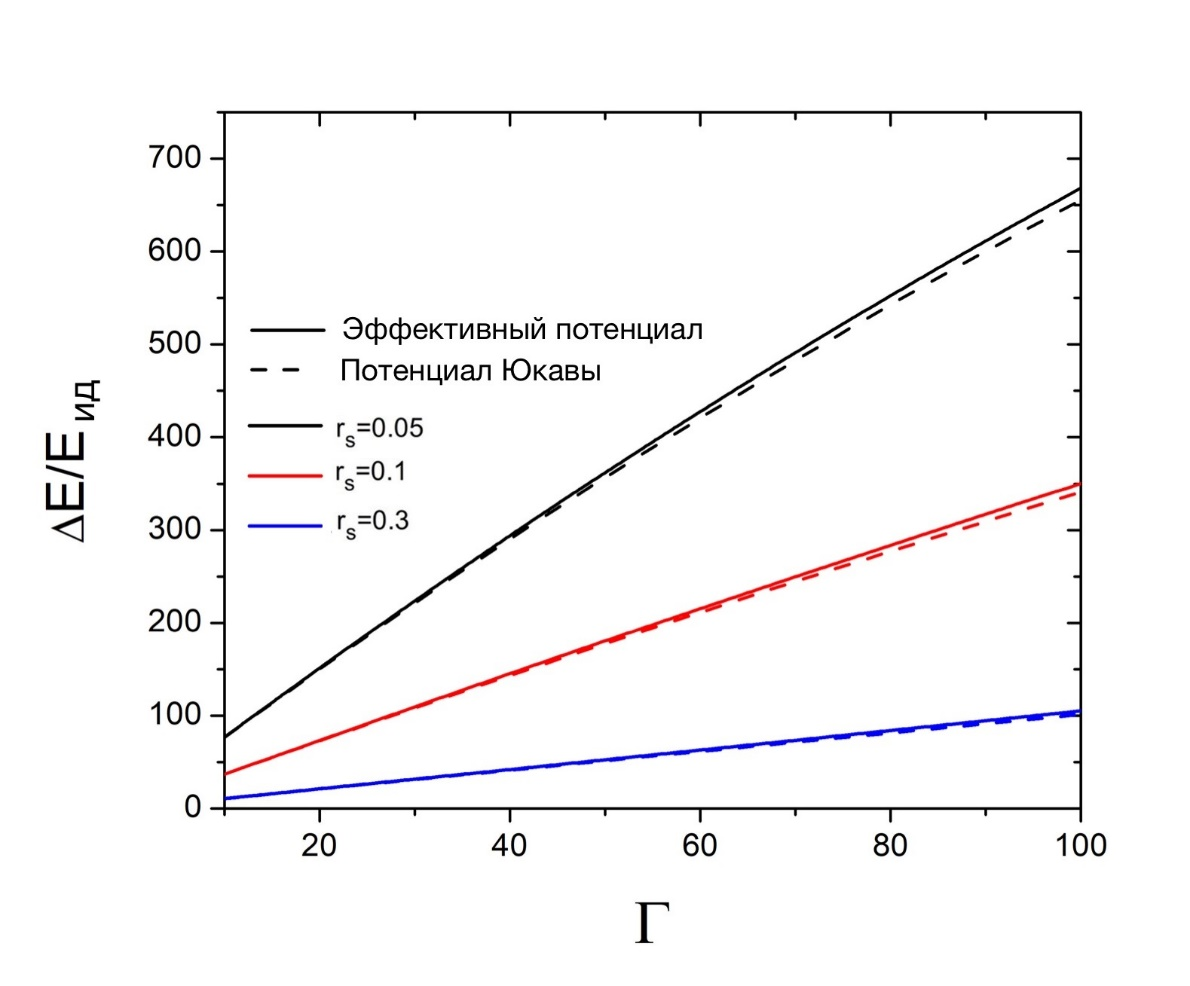 700
600
500
400
300
200
100
0
ΔE/Eид
Эффективный потенциал
Потенциал Юкавы
rs=0.05
rs=0.1
rs=0.3
20 40 60 80 100
Γ